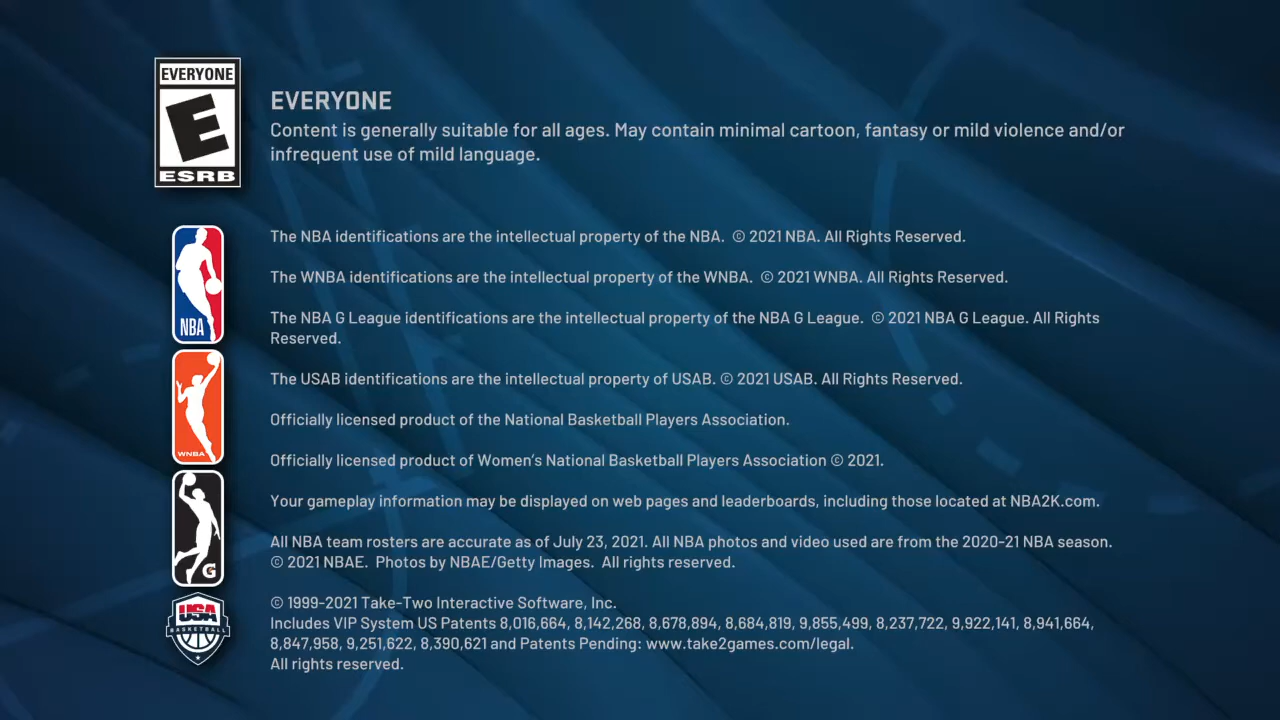 EVERYONE
E
ESRB
EVERYONE
Content is generally suitable for all ages. May contain minimal cartoon, fantasy or mild violence and/or
infrequent use of mild language.
The NBA identifications are the intellectual property of the NBA.  © 2021 NBA. All Rights Reserved.
The WNBA identifications are the intellectual property of the WNBA.  © 2021 WNBA. All Rights Reserved.
NBA
The NBA G League identifications are the intellectual property of the NBA G League.  © 2021 NBA G League. All Rights
Reserved.
The USAB identifications are the intellectual property of USAB. © 2021 USAB. All Rights Reserved.
Officially licensed product of the National Basketball Players Association.
WNBA
Officially licensed product of Women’s National Basketball Players Association © 2021.
Your gameplay information may be displayed on web pages and leaderboards, including those located at NBA2K.com.
All NBA team rosters are accurate as of July 23, 2021. All NBA photos and video used are from the 2020-21 NBA season.
© 2021 NBAE.  Photos by NBAE/Getty Images.  All rights reserved.
G
© 1999-2021 Take-Two Interactive Software, Inc.
USA
BASKETBALL
Includes VIP System US Patents 8,016,664, 8,142,268, 8,678,894, 8,684,819, 9,855,499, 8,237,722, 9,922,141, 8,941,664,
8,847,958, 9,251,622, 8,390,621 and Patents Pending: www.take2games.com/legal.
All rights reserved.